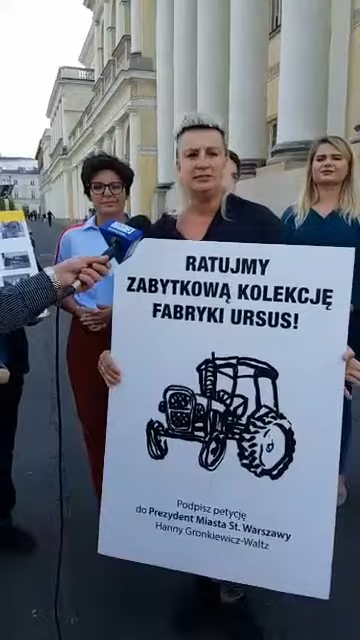 RATUJMY
ZABYTKOWĄ KOLEKCJĘ
FABRYKI URSUS!
Podpisz petycję
do Prezydent Miasta St. Warszawy
Hanny Gronkiewicz-Waltz